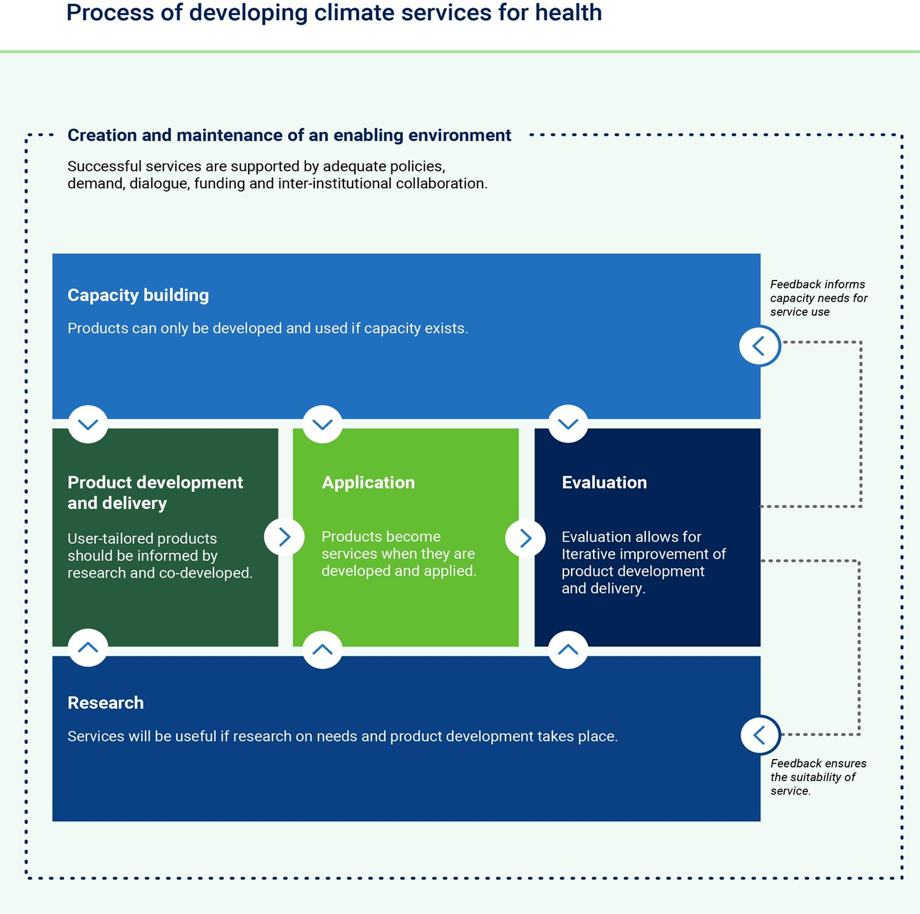 Process of developing climate services for health
Creation and maintenance of an enabling environment
Successful services are supported by adequate policies,
demand, dialogue, funding and inter-institutional collaboration.
Capacity building
Products can only be developed and used if capacity exists.
Feedback informs
capacity needs for
service use
Product development
and delivery
User-tailored products
should be informed by
research and co-developed.
Application
Products become
services when they are
developed and applied.
Evaluation
Evaluation allows for
Iterative improvement of
product development
and delivery.
Research
Services will be useful if research on needs and product development takes place.
Feedback ensures
the suitability of
service.